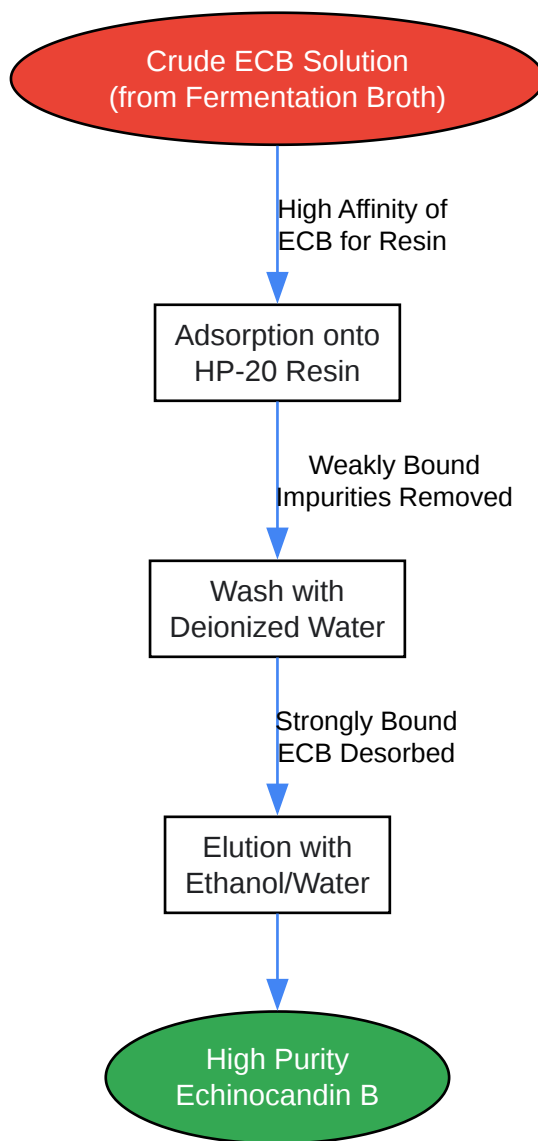 Crude ECB Solution
(from Fermentation Broth)
High Affinity of
ECB for Resin
Adsorption onto
HP-20 Resin
Weakly Bound
Impurities Removed
Wash with
Deionized Water
Strongly Bound
ECB Desorbed
Elution with
Ethanol/Water
High Purity
Echinocandin B